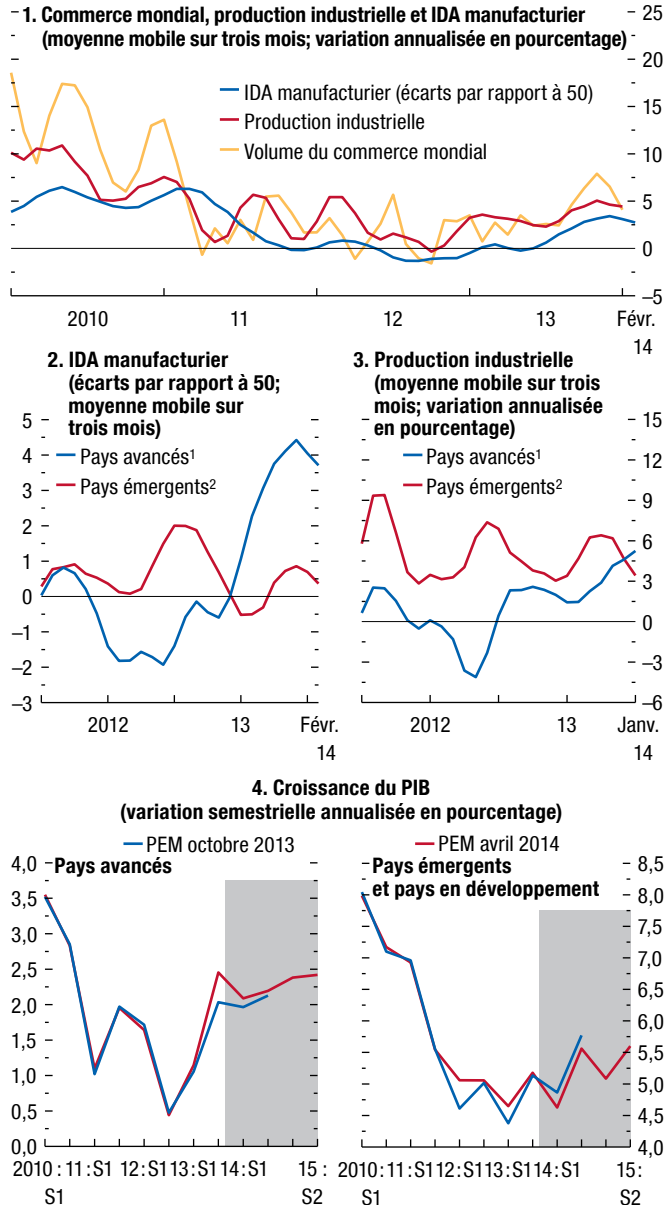 1. Commerce mondial, production industrielle et IDA manufacturier
(moyenne mobile sur trois mois; variation annualisée en pourcentage)
IDA manufacturier (écarts par rapport à 50)
Production industrielle
Volume du commerce mondial
25
20
15
10
5
0
–5
2010 11 12 13 Févr.
14
2. IDA manufacturier
(écarts par rapport à 50;
moyenne mobile sur
trois mois)
Pays avancés¹
Pays émergents²
5
4
3
2
1
0
–1
–2
–3
2012 13 Févr.
14
3. Production industrielle
(moyenne mobile sur trois
mois; variation annualisée
en pourcentage)
Pays avancés¹
Pays émergents²
15
12
9
6
3
0
–3
–6
2012 13 Janv.
14
4. Croissance du PIB
(variation semestrielle annualisée en pourcentage)
PEM octobre 2013
PEM avril 2014
Pays avancés
4,0
3,5
3,0
2,5
2,0
1,5
1,0
0,5
0,0
2010: 11:S1 12:S1 13:S1 14:S1 15:
S1 S2
Pays émergents
et pays en développement
8,5
8,0
7,5
7,0
6,5
6,0
5,5
5,0
4,5
4,0
2010: 11:S1 12:S1 13:S1 14:S1 15:
S1 S2